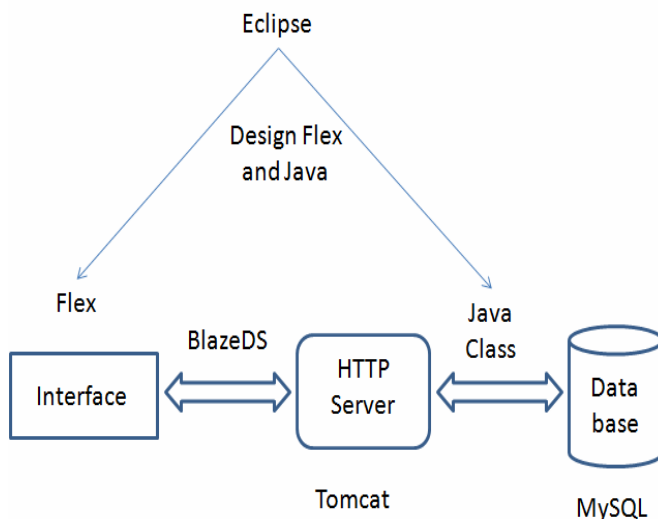 Eclipse
Design Flex
and Java
Flex
BlazeDS
Java
Class
Interface
HTTP
Server
Data
base
Tomcat
MySQL